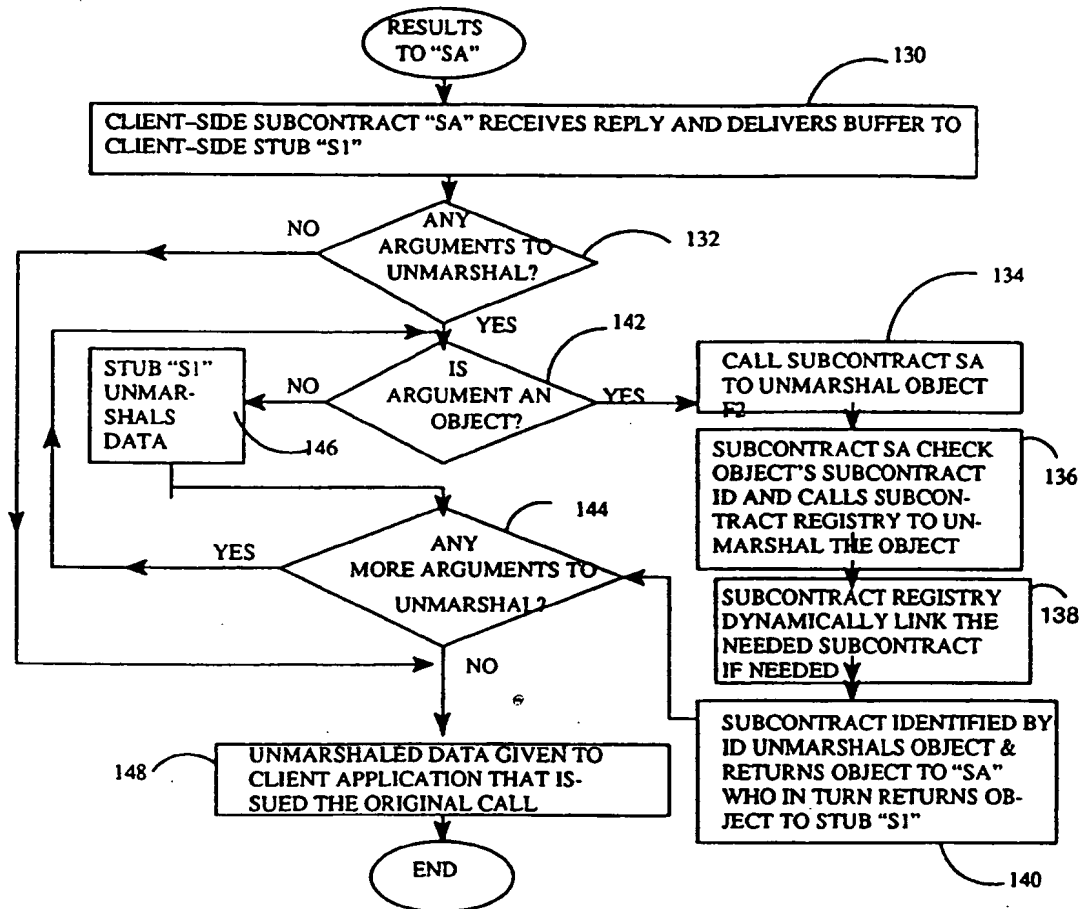 RESULTS
TO “SA”
130
CLIENT–SIDE SUBCONTRACT “SA” RECEIVES REPLY AND DELIVERS BUFFER TO
CLIENT–SIDE STUB “S1”
NO
ANY
ARGUMENTS TO
UNMARSHAL?
132
YES
134
142
STUB “S1”
UNMAR-
SHALS
DATA
146
NO
IS
ARGUMENT AN
OBJECT?
YES
CALL SUBCONTRACT SA
TO UNMARSHAL OBJECT
F2
SUBCONTRACT SA CHECK
OBJECT'S SUBCONTRACT
ID AND CALLS SUBCON-
TRACT REGISTRY TO UN-
MARSHAL THE OBJECT
136
144
YES
ANY
MORE ARGUMENTS TO
UNMARSHAL?
NO
SUBCONTRACT REGISTRY
DYNAMICALLY LINK THE
NEEDED SUBCONTRACT
IF NEEDED
138
SUBCONTRACT IDENTIFIED BY
ID UNMARSHALS OBJECT &
RETURNS OBJECT TO “SA”
WHO IN TURN RETURNS OB-
JECT TO STUB “S1”
140
148
UNMARSHALED DATA GIVEN TO
CLIENT APPLICATION THAT IS-
SUED THE ORIGINAL CALL
END